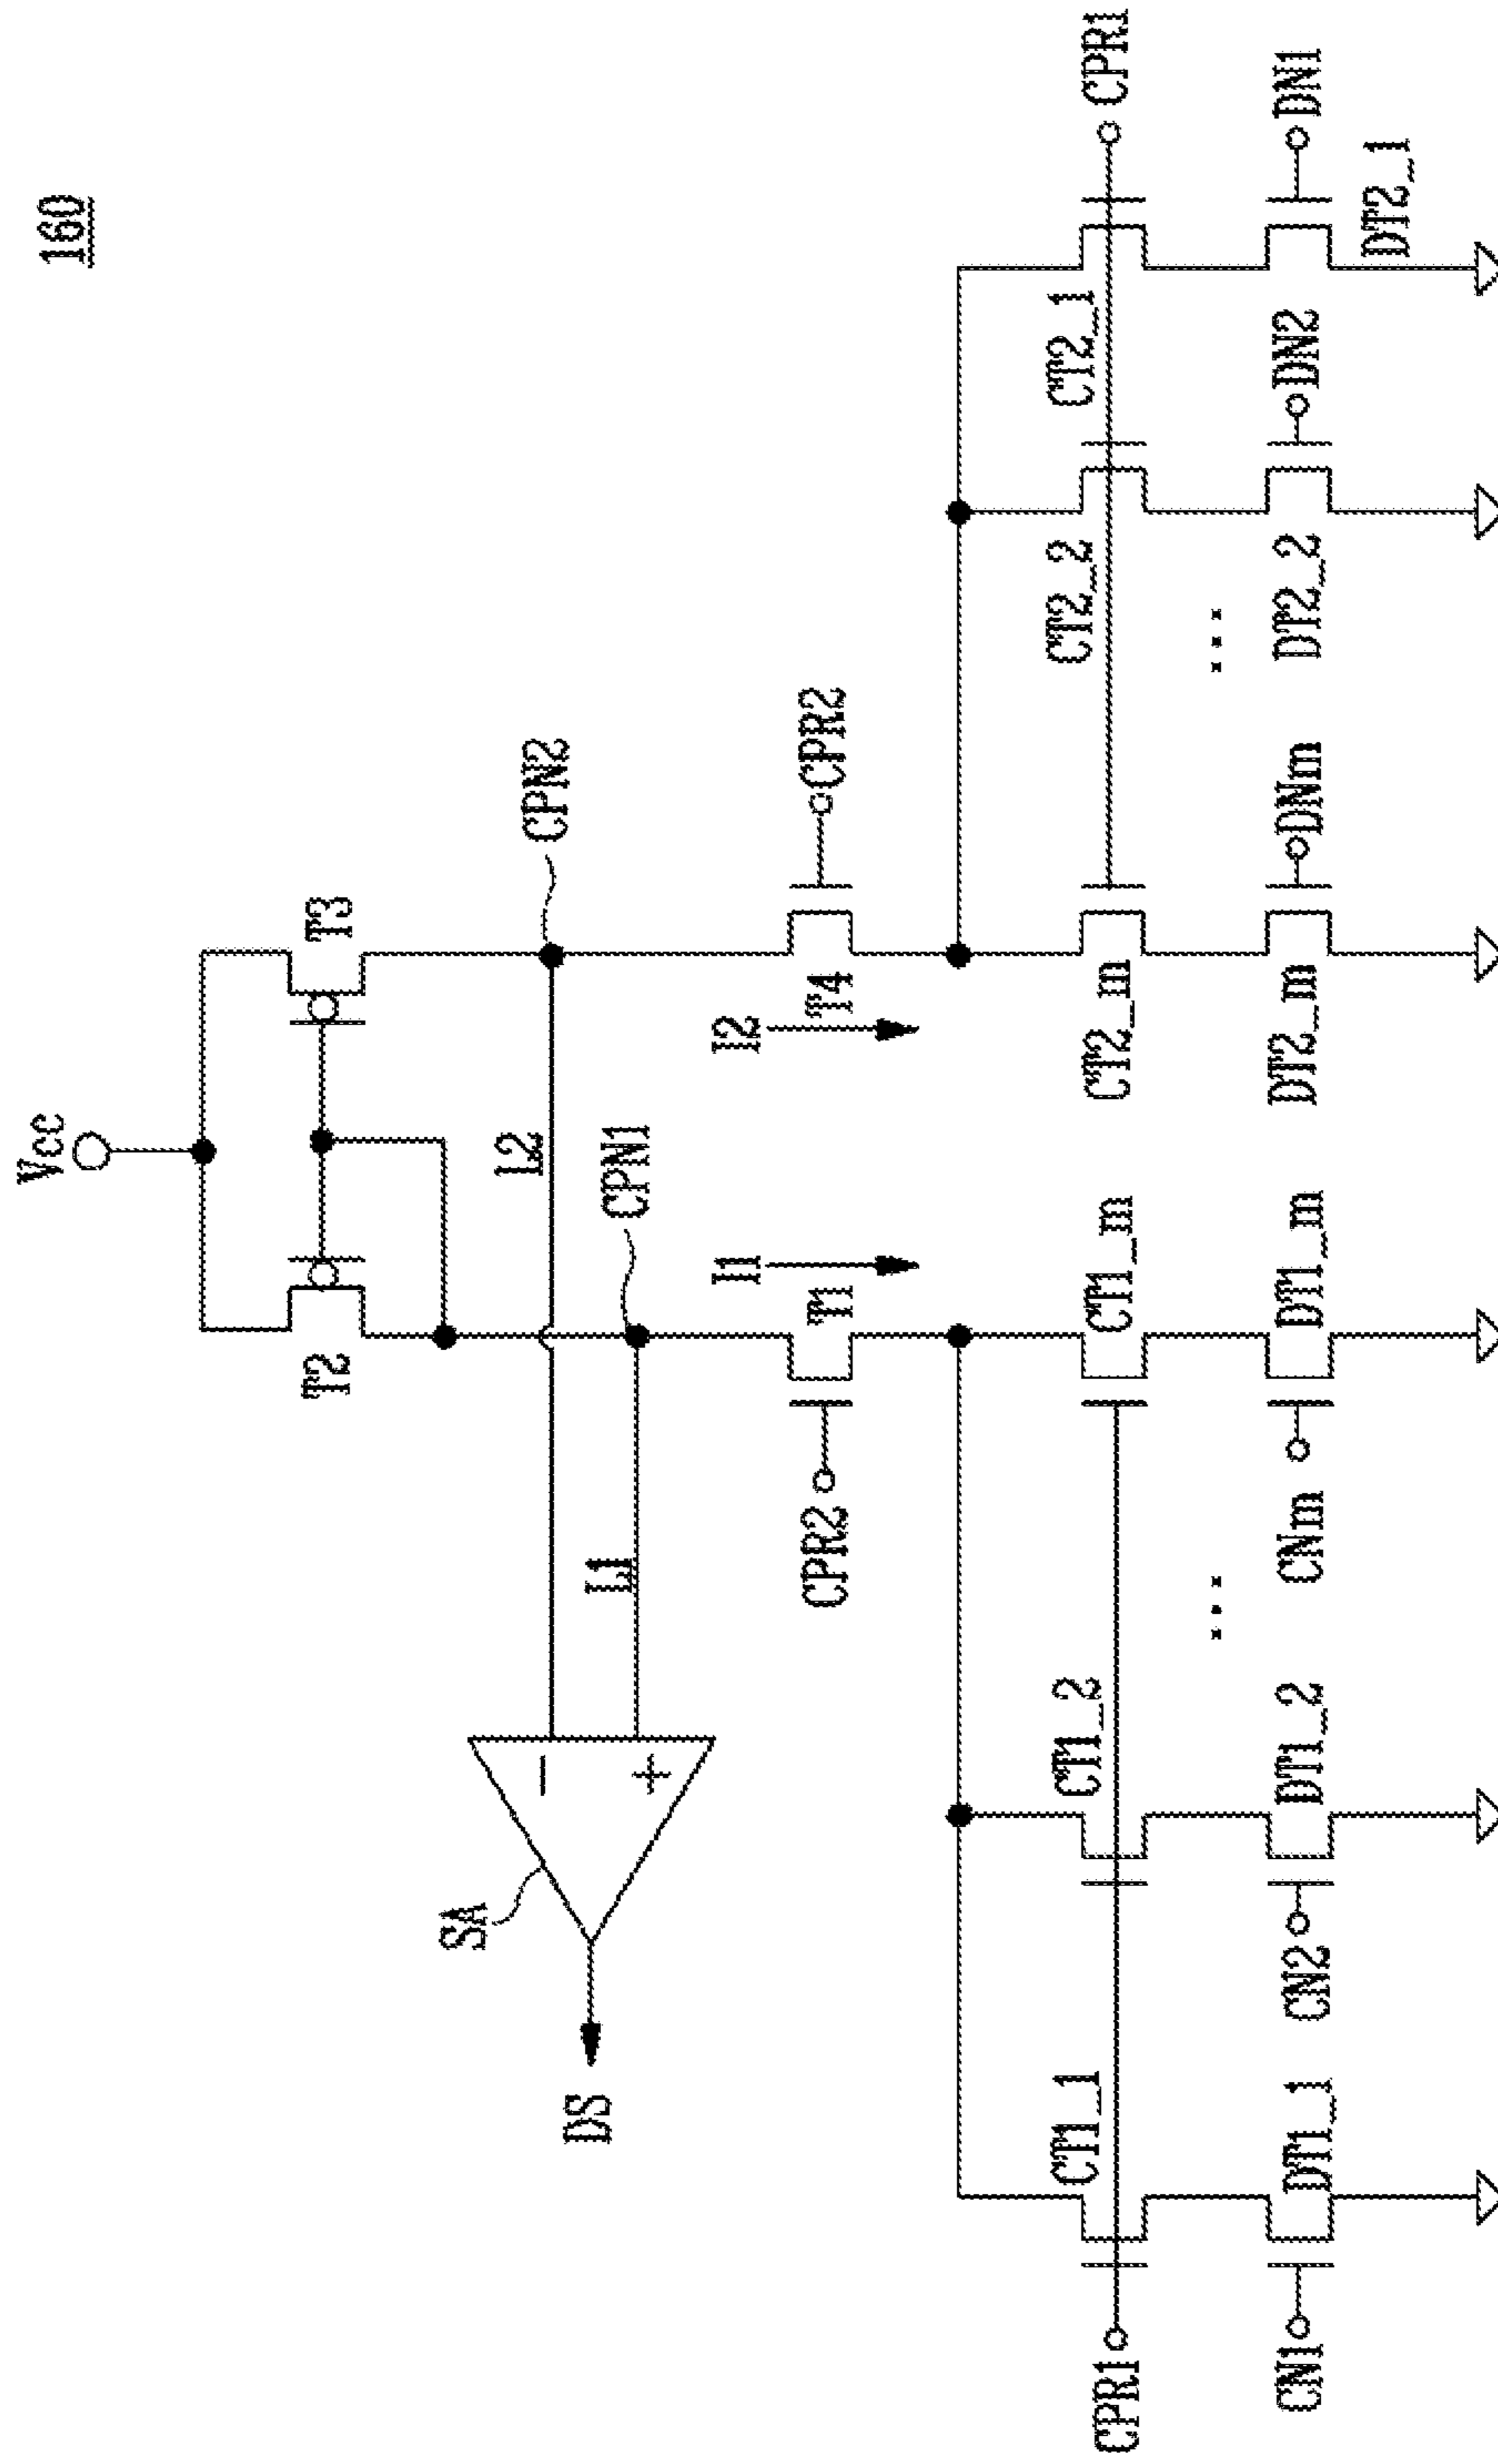 160
Vcc
T2
T3
CPN2
L2
CPN1
L1
SA
DS
I1
I2
CPR2
T1
T4
CPR2
CPR1
CT1_1
CT1_2
CT1_m
CT2_m
CT2_2
CT2_1
CPR1
...
...
CN1
DT1_1
CN2
DT1_2
CNm
DT1_m
DT2_m
DNm
DT2_2
DN2
DT2_1
DN1
+
−